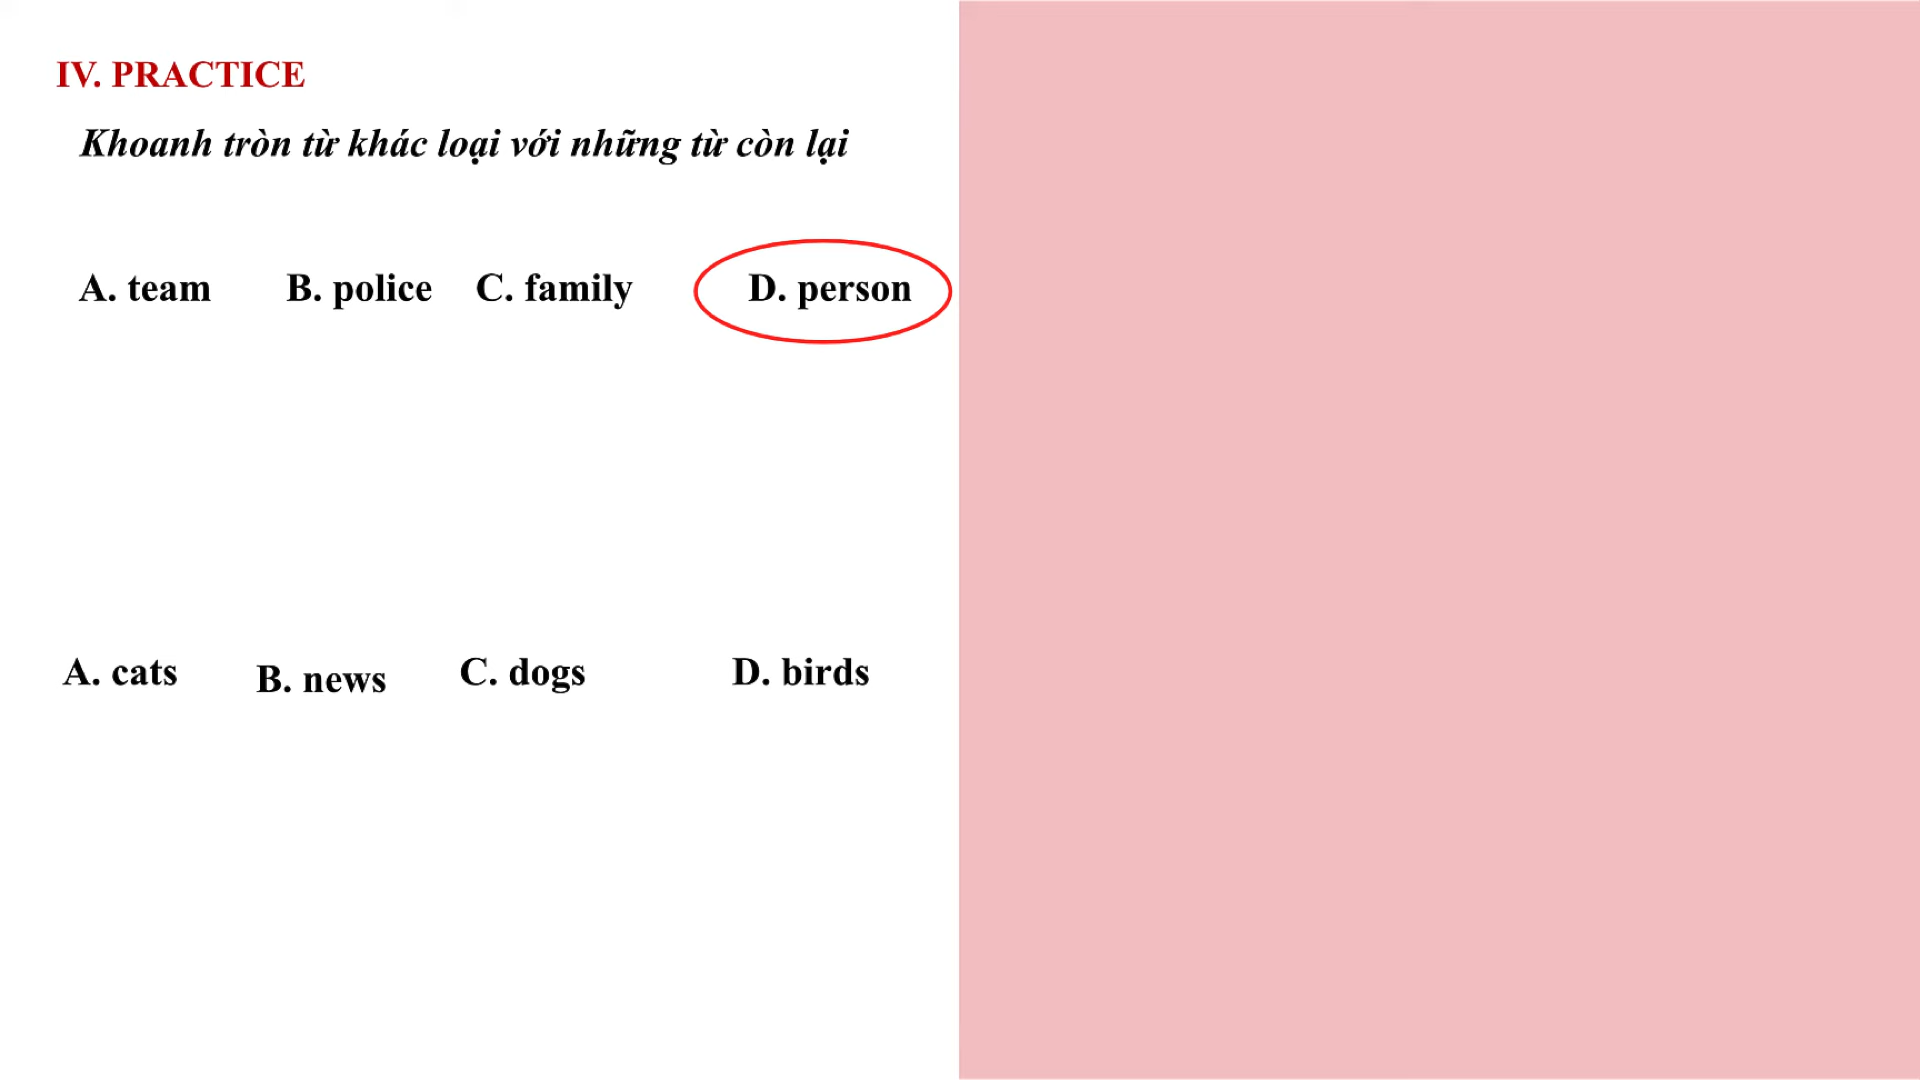 IV. PRACTICE
Khoanh tròn từ khác loại với những từ còn lại
A. team B. police C. family D. person
A. cats B. news C. dogs D. birds